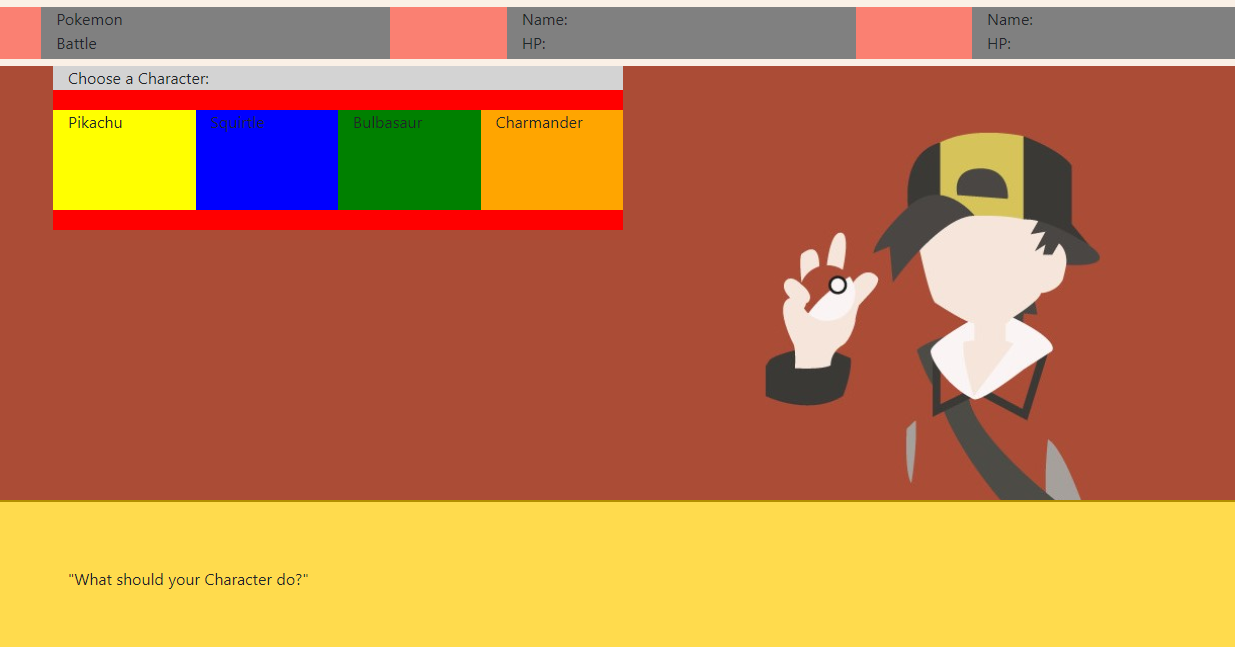 Pokemon
Battle
Name:
HP:
Name:
HP:
Choose a Character:
Pikachu
Squirtle
Bulbasaur
Charmander
"What should your Character do?"